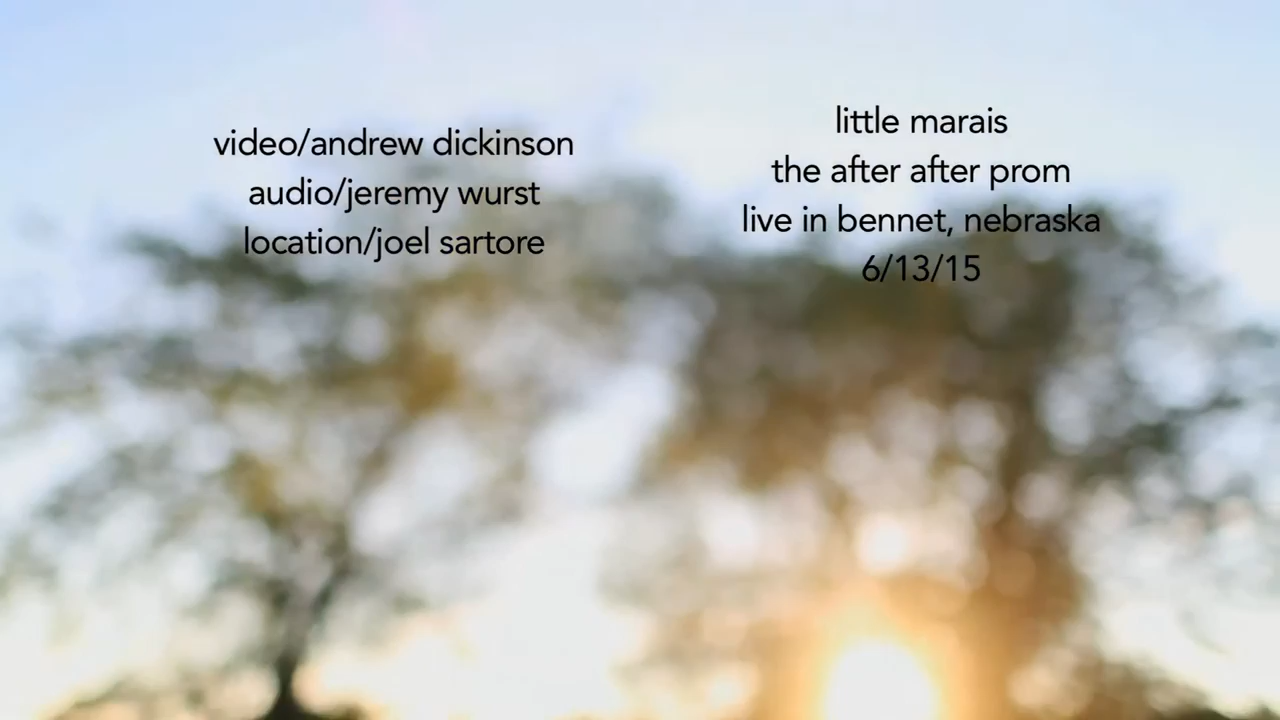 video/andrew dickinson
audio/jeremy wurst
location/joel sartore
little marais
the after after prom
live in bennet, nebraska
6/13/15